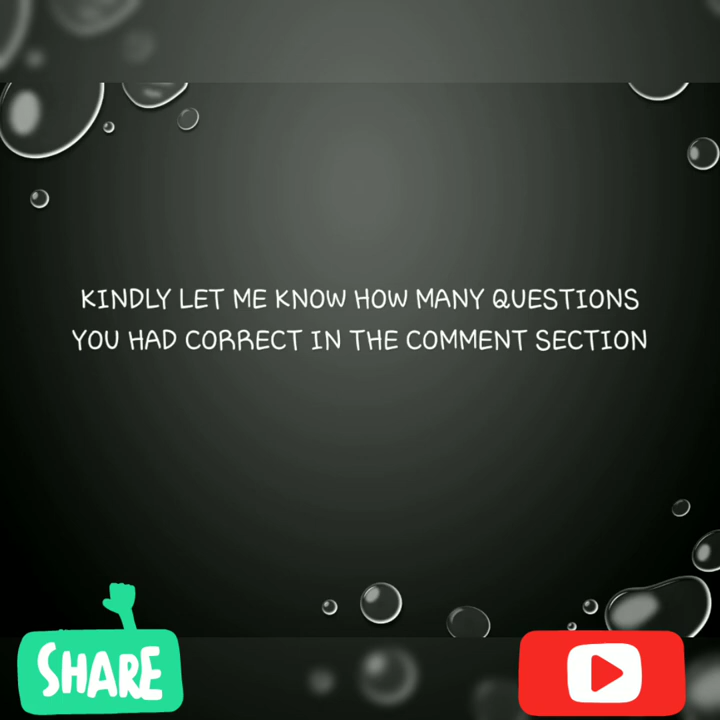 KINDLY LET ME KNOW HOW MANY QUESTIONS
YOU HAD CORRECT IN THE COMMENT SECTION
SHARE